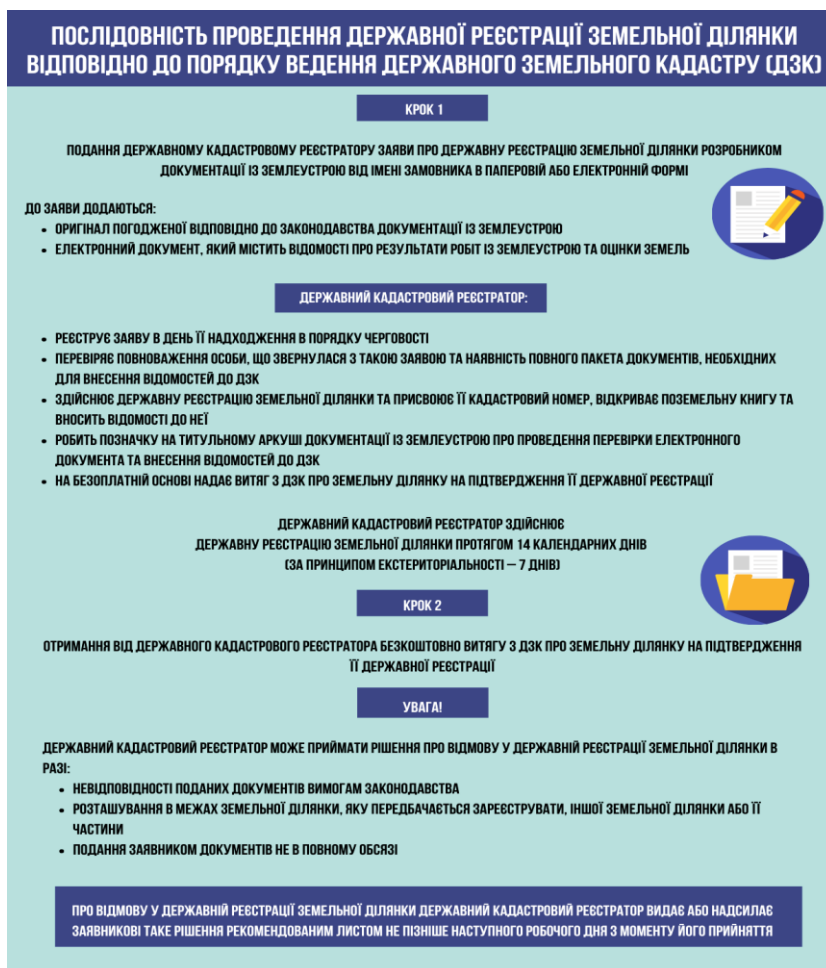 ПОСЛІДОВНІСТЬ ПРОВЕДЕННЯ ДЕРЖАВНОЇ РЕЄСТРАЦІЇ ЗЕМЕЛЬНОЇ ДІЛЯНКИ
ВІДПОВІДНО ДО ПОРЯДКУ ВЕДЕННЯ ДЕРЖАВНОГО ЗЕМЕЛЬНОГО КАДАСТРУ (ДЗК)
КРОК 1
ПОДАННЯ ДЕРЖАВНОМУ КАДАСТРОВОМУ РЕЄСТРАТОРУ ЗАЯВИ ПРО ДЕРЖАВНУ РЕЄСТРАЦІЮ ЗЕМЕЛЬНОЇ ДІЛЯНКИ РОЗРОБНИКОМ
ДОКУМЕНТАЦІЇ ІЗ ЗЕМЛЕУСТРОЮ ВІД ІМЕНІ ЗАМОВНИКА В ПАПЕРОВІЙ АБО ЕЛЕКТРОННІЙ ФОРМІ
ДО ЗАЯВИ ДОДАЮТЬСЯ:
• ОРИГІНАЛ ПОГОДЖЕНОЇ ВІДПОВІДНО ДО ЗАКОНОДАВСТВА ДОКУМЕНТАЦІЇ ІЗ ЗЕМЛЕУСТРОЮ
• ЕЛЕКТРОННИЙ ДОКУМЕНТ, ЯКИЙ МІСТИТЬ ВІДОМОСТІ ПРО РЕЗУЛЬТАТИ РОБІТ ІЗ ЗЕМЛЕУСТРОЮ ТА ОЦІНКИ ЗЕМЕЛЬ
ДЕРЖАВНИЙ КАДАСТРОВИЙ РЕЄСТРАТОР:
• РЕЄСТРУЄ ЗАЯВУ В ДЕНЬ ЇЇ НАДХОДЖЕННЯ В ПОРЯДКУ ЧЕРГОВОСТІ
• ПЕРЕВІРЯЄ ПОВНОВАЖЕННЯ ОСОБИ, ЩО ЗВЕРНУЛАСЯ З ТАКОЮ ЗАЯВОЮ ТА НАЯВНІСТЬ ПОВНОГО ПАКЕТА ДОКУМЕНТІВ, НЕОБХІДНИХ
ДЛЯ ВНЕСЕННЯ ВІДОМОСТЕЙ ДО ДЗК
• ЗДІЙСНЮЄ ДЕРЖАВНУ РЕЄСТРАЦІЮ ЗЕМЕЛЬНОЇ ДІЛЯНКИ ТА ПРИСВОЮЄ ЇЇ КАДАСТРОВИЙ НОМЕР, ВІДКРИВАЄ ПОЗЕМЕЛЬНУ КНИГУ ТА
ВНОСИТЬ ВІДОМОСТІ ДО НЕЇ
• РОБИТЬ ПОЗНАЧКУ НА ТИТУЛЬНОМУ АРКУШІ ДОКУМЕНТАЦІЇ ІЗ ЗЕМЛЕУСТРОЮ ПРО ПРОВЕДЕННЯ ПЕРЕВІРКИ ЕЛЕКТРОННОГО
ДОКУМЕНТА ТА ВНЕСЕННЯ ВІДОМОСТЕЙ ДО ДЗК
• НА БЕЗОПЛАТНІЙ ОСНОВІ НАДАЄ ВИТЯГ З ДЗК ПРО ЗЕМЕЛЬНУ ДІЛЯНКУ НА ПІДТВЕРДЖЕННЯ ЇЇ ДЕРЖАВНОЇ РЕЄСТРАЦІЇ
ДЕРЖАВНИЙ КАДАСТРОВИЙ РЕЄСТРАТОР ЗДІЙСНЮЄ
ДЕРЖАВНУ РЕЄСТРАЦІЮ ЗЕМЕЛЬНОЇ ДІЛЯНКИ ПРОТЯГОМ 14 КАЛЕНДАРНИХ ДНІВ
(ЗА ПРИНЦИПОМ ЕКСТЕРИТОРІАЛЬНОСТІ – 7 ДНІВ)
КРОК 2
ОТРИМАННЯ ВІД ДЕРЖАВНОГО КАДАСТРОВОГО РЕЄСТРАТОРА БЕЗКОШТОВНО ВИТЯГУ З ДЗК ПРО ЗЕМЕЛЬНУ ДІЛЯНКУ НА ПІДТВЕРДЖЕННЯ
ЇЇ ДЕРЖАВНОЇ РЕЄСТРАЦІЇ
УВАГА!
ДЕРЖАВНИЙ КАДАСТРОВИЙ РЕЄСТРАТОР МОЖЕ ПРИЙМАТИ РІШЕННЯ ПРО ВІДМОВУ У ДЕРЖАВНІЙ РЕЄСТРАЦІЇ ЗЕМЕЛЬНОЇ ДІЛЯНКИ В
РАЗІ:
• НЕВІДПОВІДНОСТІ ПОДАНИХ ДОКУМЕНТІВ ВИМОГАМ ЗАКОНОДАВСТВА
• РОЗТАШУВАННЯ В МЕЖАХ ЗЕМЕЛЬНОЇ ДІЛЯНКИ, ЯКУ ПЕРЕДБАЧАЄТЬСЯ ЗАРЕЄСТРУВАТИ, ІНШОЇ ЗЕМЕЛЬНОЇ ДІЛЯНКИ АБО ЇЇ
ЧАСТИНИ
• ПОДАННЯ ЗАЯВНИКОМ ДОКУМЕНТІВ НЕ В ПОВНОМУ ОБСЯЗІ
ПРО ВІДМОВУ У ДЕРЖАВНІЙ РЕЄСТРАЦІЇ ЗЕМЕЛЬНОЇ ДІЛЯНКИ ДЕРЖАВНИЙ КАДАСТРОВИЙ РЕЄСТРАТОР ВИДАЄ АБО НАДСИЛАЄ
ЗАЯВНИКОВІ ТАКЕ РІШЕННЯ РЕКОМЕНДОВАНИМ ЛИСТОМ НЕ ПІЗНІШЕ НАСТУПНОГО РОБОЧОГО ДНЯ З МОМЕНТУ ЙОГО ПРИЙНЯТТЯ